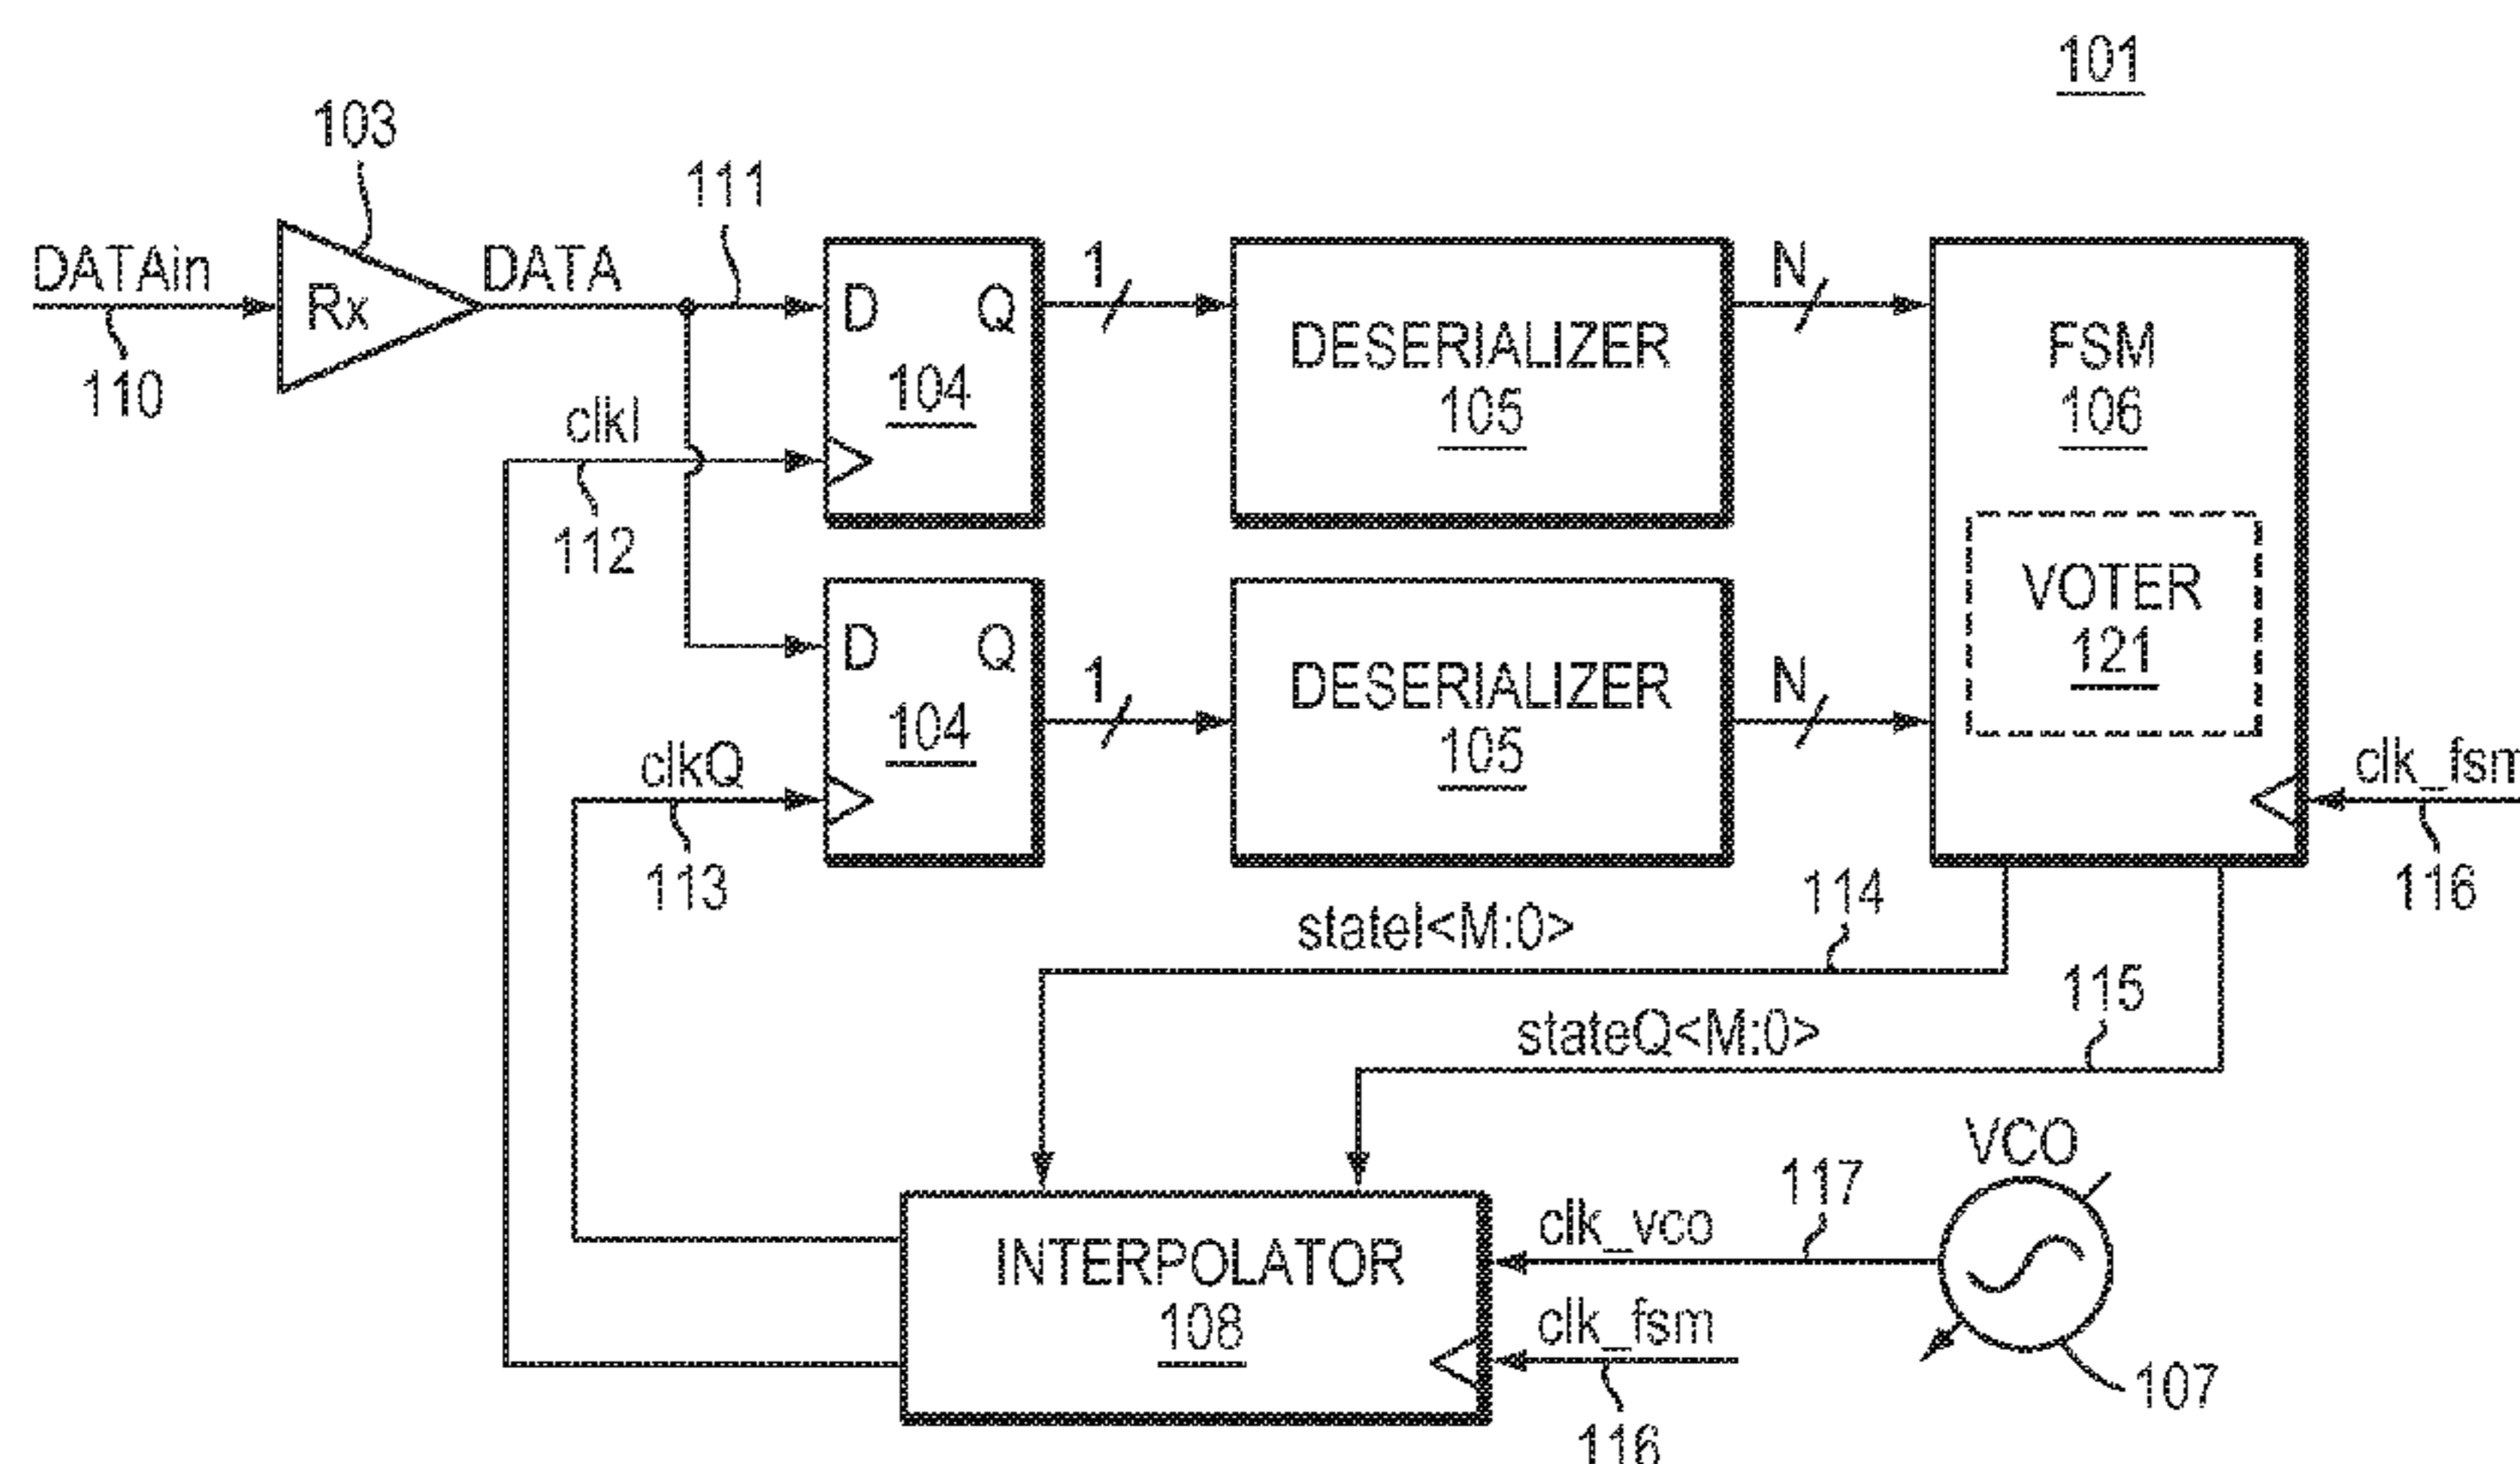 101
103
111
DATAin
Rx
DATA
110
D Q
104
1
DESERIALIZER
105
N
FSM
106
clkI
112
VOTER
121
D Q
104
1
DESERIALIZER
105
N
clkQ
113
clk_fsm
116
stateI<M:0>
114
stateQ<M:0>
115
VCO
INTERPOLATOR
108
clk_vco
117
clk_fsm
116
107